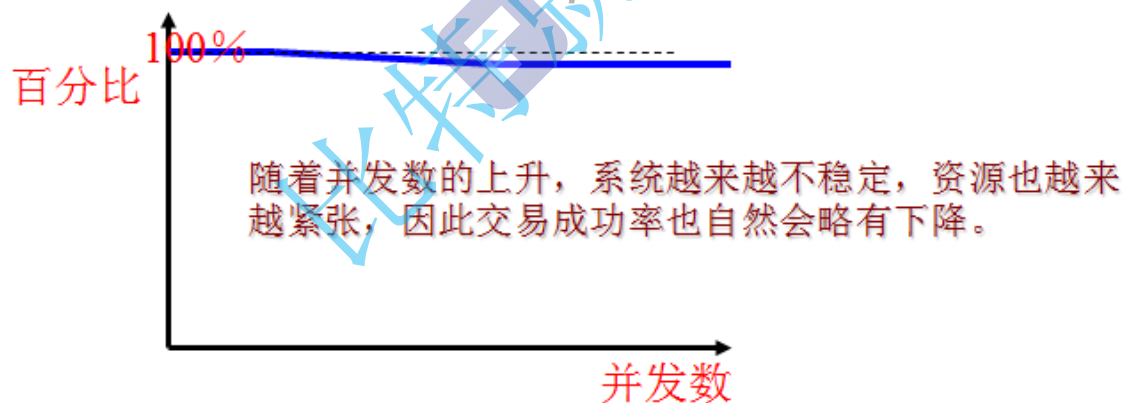 100%
百分比
随着并发数的上升，系统越来越不稳定，资源也越来
越紧张，因此交易成功率也自然会略有下降。
并发数
比特